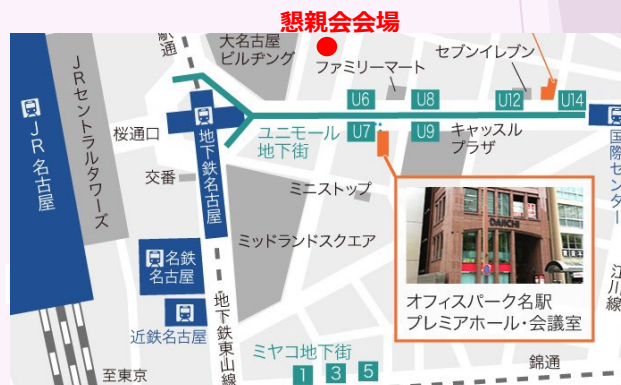 懇親会会場
駅通
大名古屋
ビルヂング
ファミリーマート
セブンイレブン
JRセントラルタワーズ
JR名古屋
桜通口
地下鉄名古屋
ユニモール
地下街
U6
U8
U12
U14
U7
U9
キャッスル
プラザ
国際センター
交番
ミニストップ
ミッドランドスクエア
名鉄
名古屋
近鉄名古屋
地下鉄東山線
DAIICHI
オフィスパーク名駅
プレミアホール・会議室
江川線
ミヤコ地下街
1
3
5
錦通
至東京